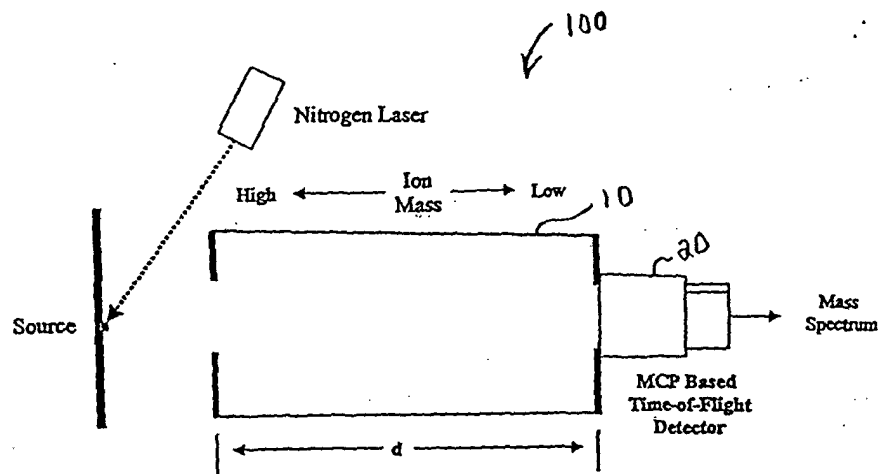 100
Nitrogen Laser
High
Ion
Mass
Low
10
20
Source
Mass
Spectrum
MCP Based
Time-of-Flight
Detector
d